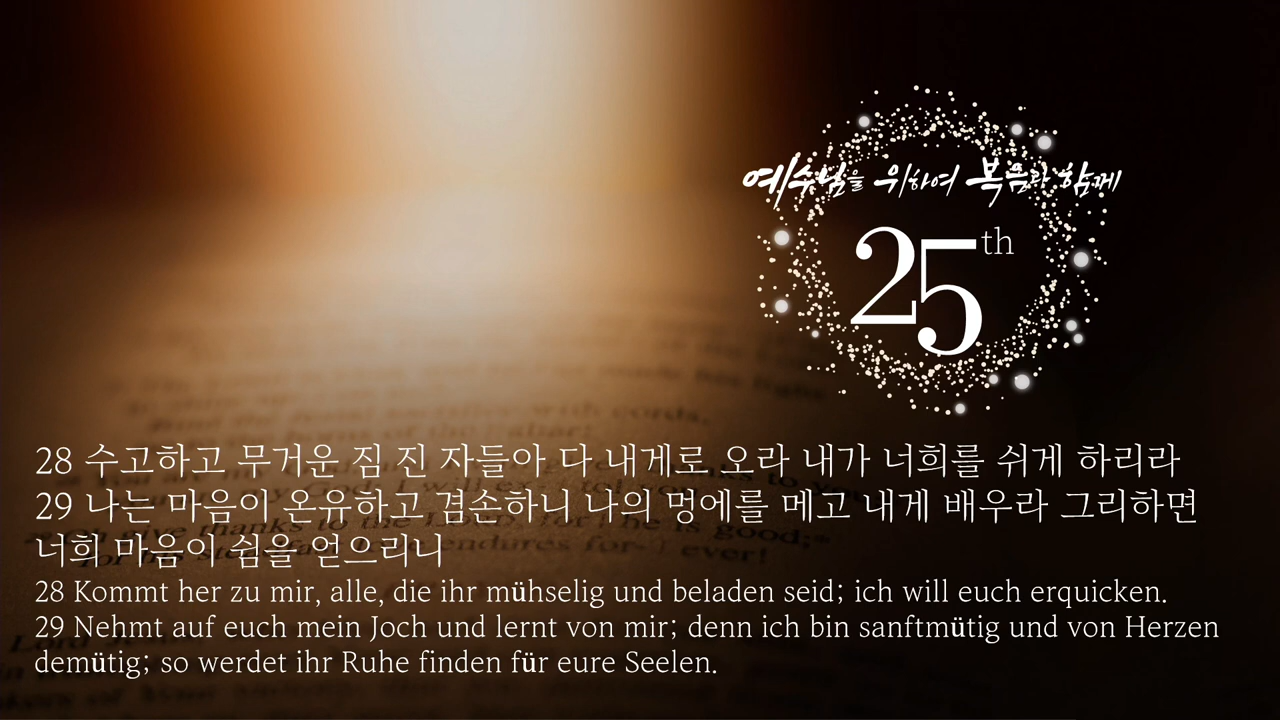 예수님을 위하여 복음과 함께
25th
28 수고하고 무거운 짐 진 자들아 다 내게로 오라 내가 너희를 쉬게 하리라
29 나는 마음이 온유하고 겸손하니 나의 멍에를 메고 내게 배우라 그리하면
너희 마음이 쉼을 얻으리니
28 Kommt her zu mir, alle, die ihr mühselig und beladen seid; ich will euch erquicken.
29 Nehmt auf euch mein Joch und lernt von mir; denn ich bin sanftmütig und von Herzen
demütig; so werdet ihr Ruhe finden für eure Seelen.